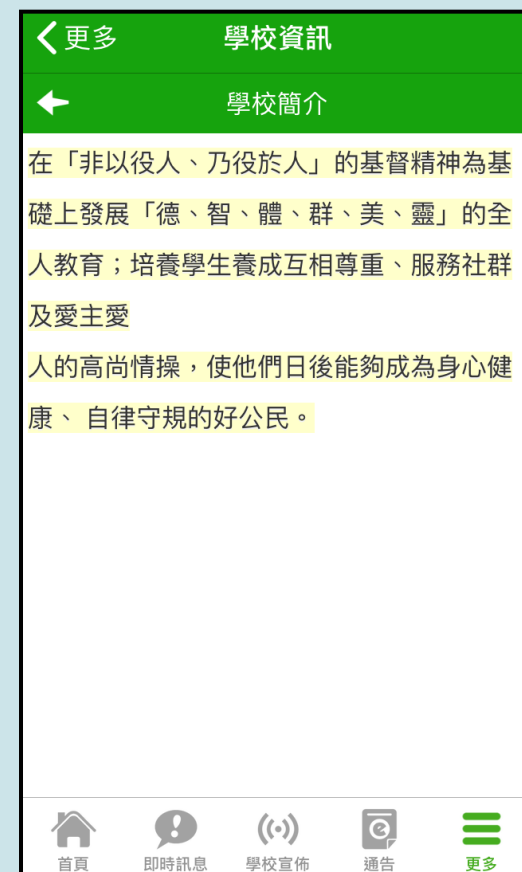 更多
學校資訊
學校簡介
在「非以役人、乃役於人」的基督精神為基
礎上發展「德、智、體、群、美、靈」的全
人教育；培養學生養成互相尊重、服務社群
及愛主愛
人的高尚情操，使他們日後能夠成為身心健
康、 自律守規的好公民。
首頁
即時訊息
學校宣佈
通告
更多